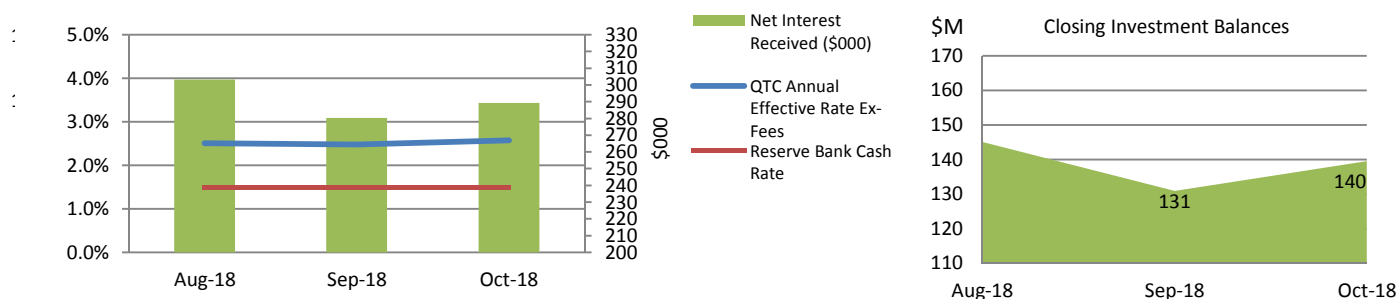 5.0%
4.0%
3.0%
2.0%
1.0%
0.0%
330
320
310
300
290
280
270
260
250
240
230
220
210
200
$000
Aug-18
Sep-18
Oct-18
Net Interest
Received ($000)
QTC Annual
Effective Rate Ex-
Fees
Reserve Bank Cash
Rate
$M
Closing Investment Balances
170
160
150
140
130
120
110
131
140
Aug-18
Sep-18
Oct-18